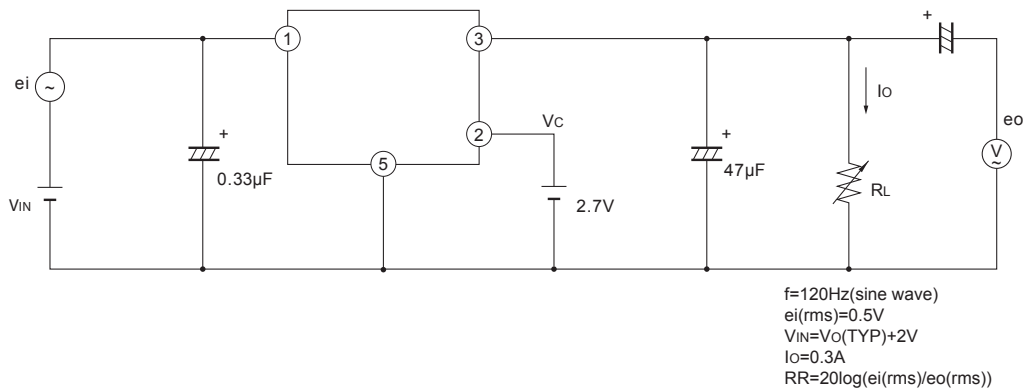 +
1
3
ei
~
IO
+
VC
2
+
eo
V
~
0.33µF
5
47µF
RL
VIN
2.7V
f=120Hz(sine wave)
ei(rms)=0.5V
VIN=VO(TYP)+2V
IO=0.3A
RR=20log(ei(rms)/eo(rms))